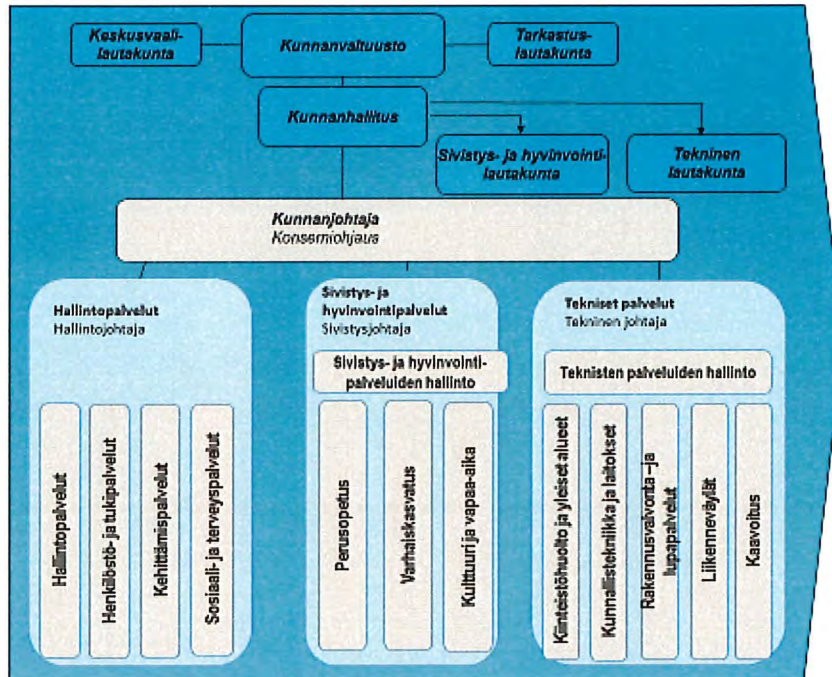 Keskusvaali-
lautakunta
Kunnanvaltuusto
Tarkastus-
lautakunta
Kunnanhallitus
Sivistys- ja hyvinvointi-
lautakunta
Tekninen
lautakunta
Kunnanjohtaja
Konserniohjaus
Hallintopalvelut
Hallintojohtaja
Sivistys- ja
hyvinvointipalvelut
Sivistysjohtaja
Tekniset palvelut
Tekninen johtaja
Sivistys- ja hyvinvointi-
palveluiden hallinto
Teknisten palveluiden hallinto
Hallintopalvelut
Henkilöstö- ja tukipalvelut
Kehittämispalvelut
Sosiaali- ja terveyspalvelut
Perusopetus
Varhaiskasvatus
Kulttuuri ja vapaa-aika
Kiinteistöhuolto ja yleiset alueet
Kunnallistekniikka ja laitokset
Rakennusvalvonta –ja
lupapalvelut
Liikenneväylät
Kaavoitus